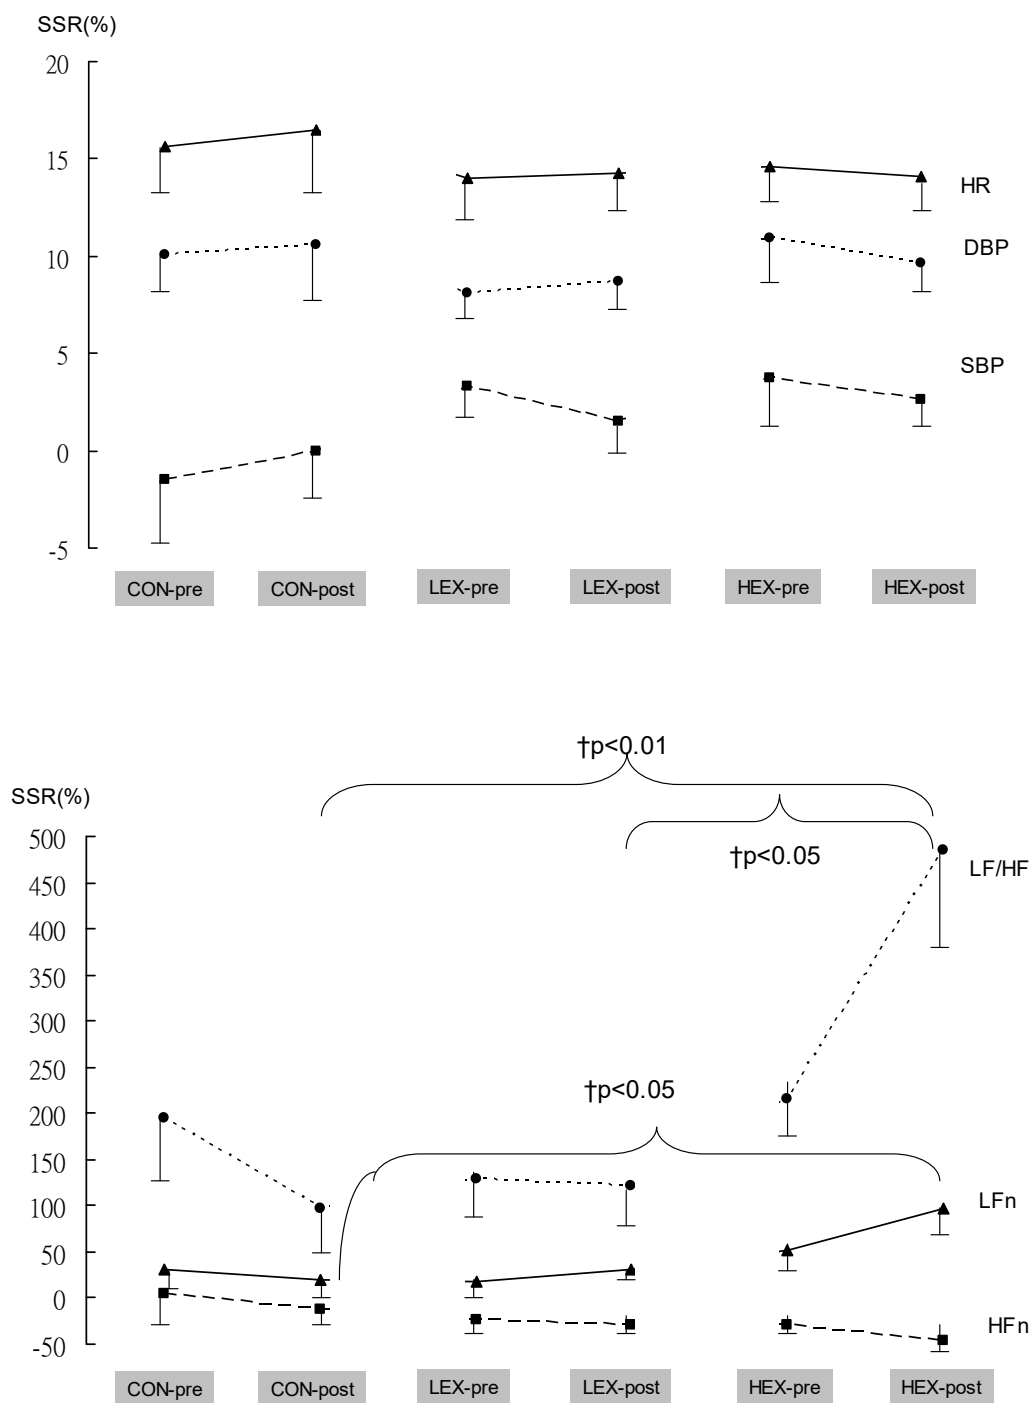 SSR(%)
20
15
HR
DBP
10
5
SBP
0
-5
CON-pre CON-post LEX-pre LEX-post HEX-pre HEX-post
†p<0.01
SSR(%)
500
†p<0.05
LF/HF
450
400
350
300
250
†p<0.05
200
150
100
LFn
50
0
HFn
-50
CON-pre CON-post LEX-pre LEX-post HEX-pre HEX-post